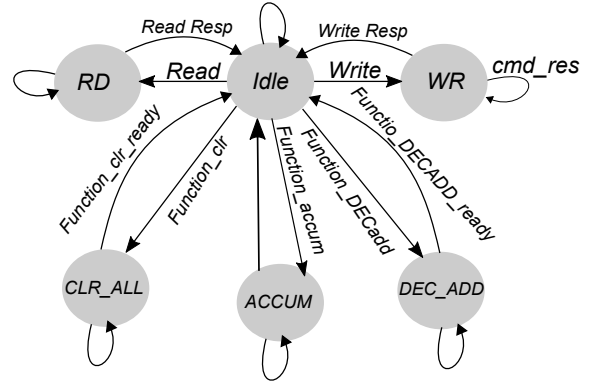 Read Resp
Write Resp
RD
Read
Idle
Write
WR
cmd_res
Function_clr_ready
Function_clr
Function_accum
Function_DECadd
Functio_DECADD_ready
CLR_ALL
ACCUM
DEC_ADD